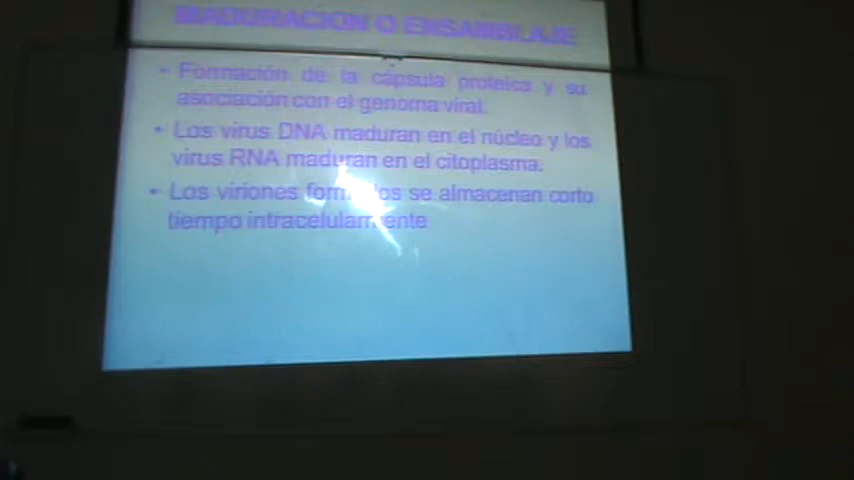 MADURACION O ENSAMBLAJE
- Formación de la cápsula proteica y su
asociación con el genoma viral.
• Los virus DNA maduran en el núcleo y los
virus RNA maduran en el citoplasma.
• Los viriones formados se almacenan corto
tiempo intracelularmente